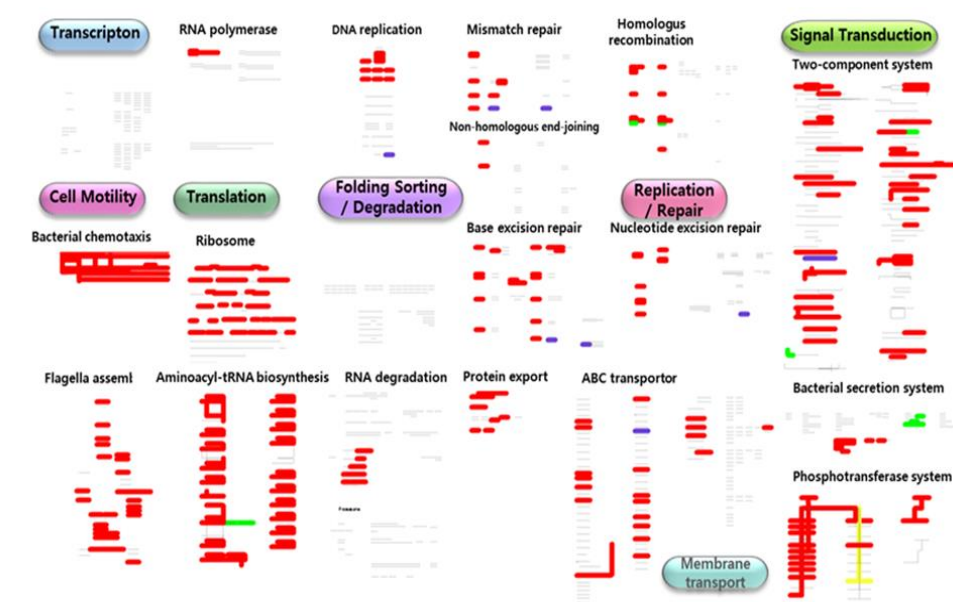 Transcripton
RNA polymerase
DNA replication
Mismatch repair
Homologus
recombination
Signal Transduction
Two-component system
Non-homologous end-joining
Cell Motility
Translation
Folding Sorting
/ Degradation
Replication
/ Repair
Bacterial chemotaxis
Ribosome
Base excision repair
Nucleotide excision repair
Flagella assembl
Aminoacyl-tRNA biosynthesis
RNA degradation
Protein export
ABC transportor
Bacterial secretion system
Phosphotransferase system
Membrane
transport